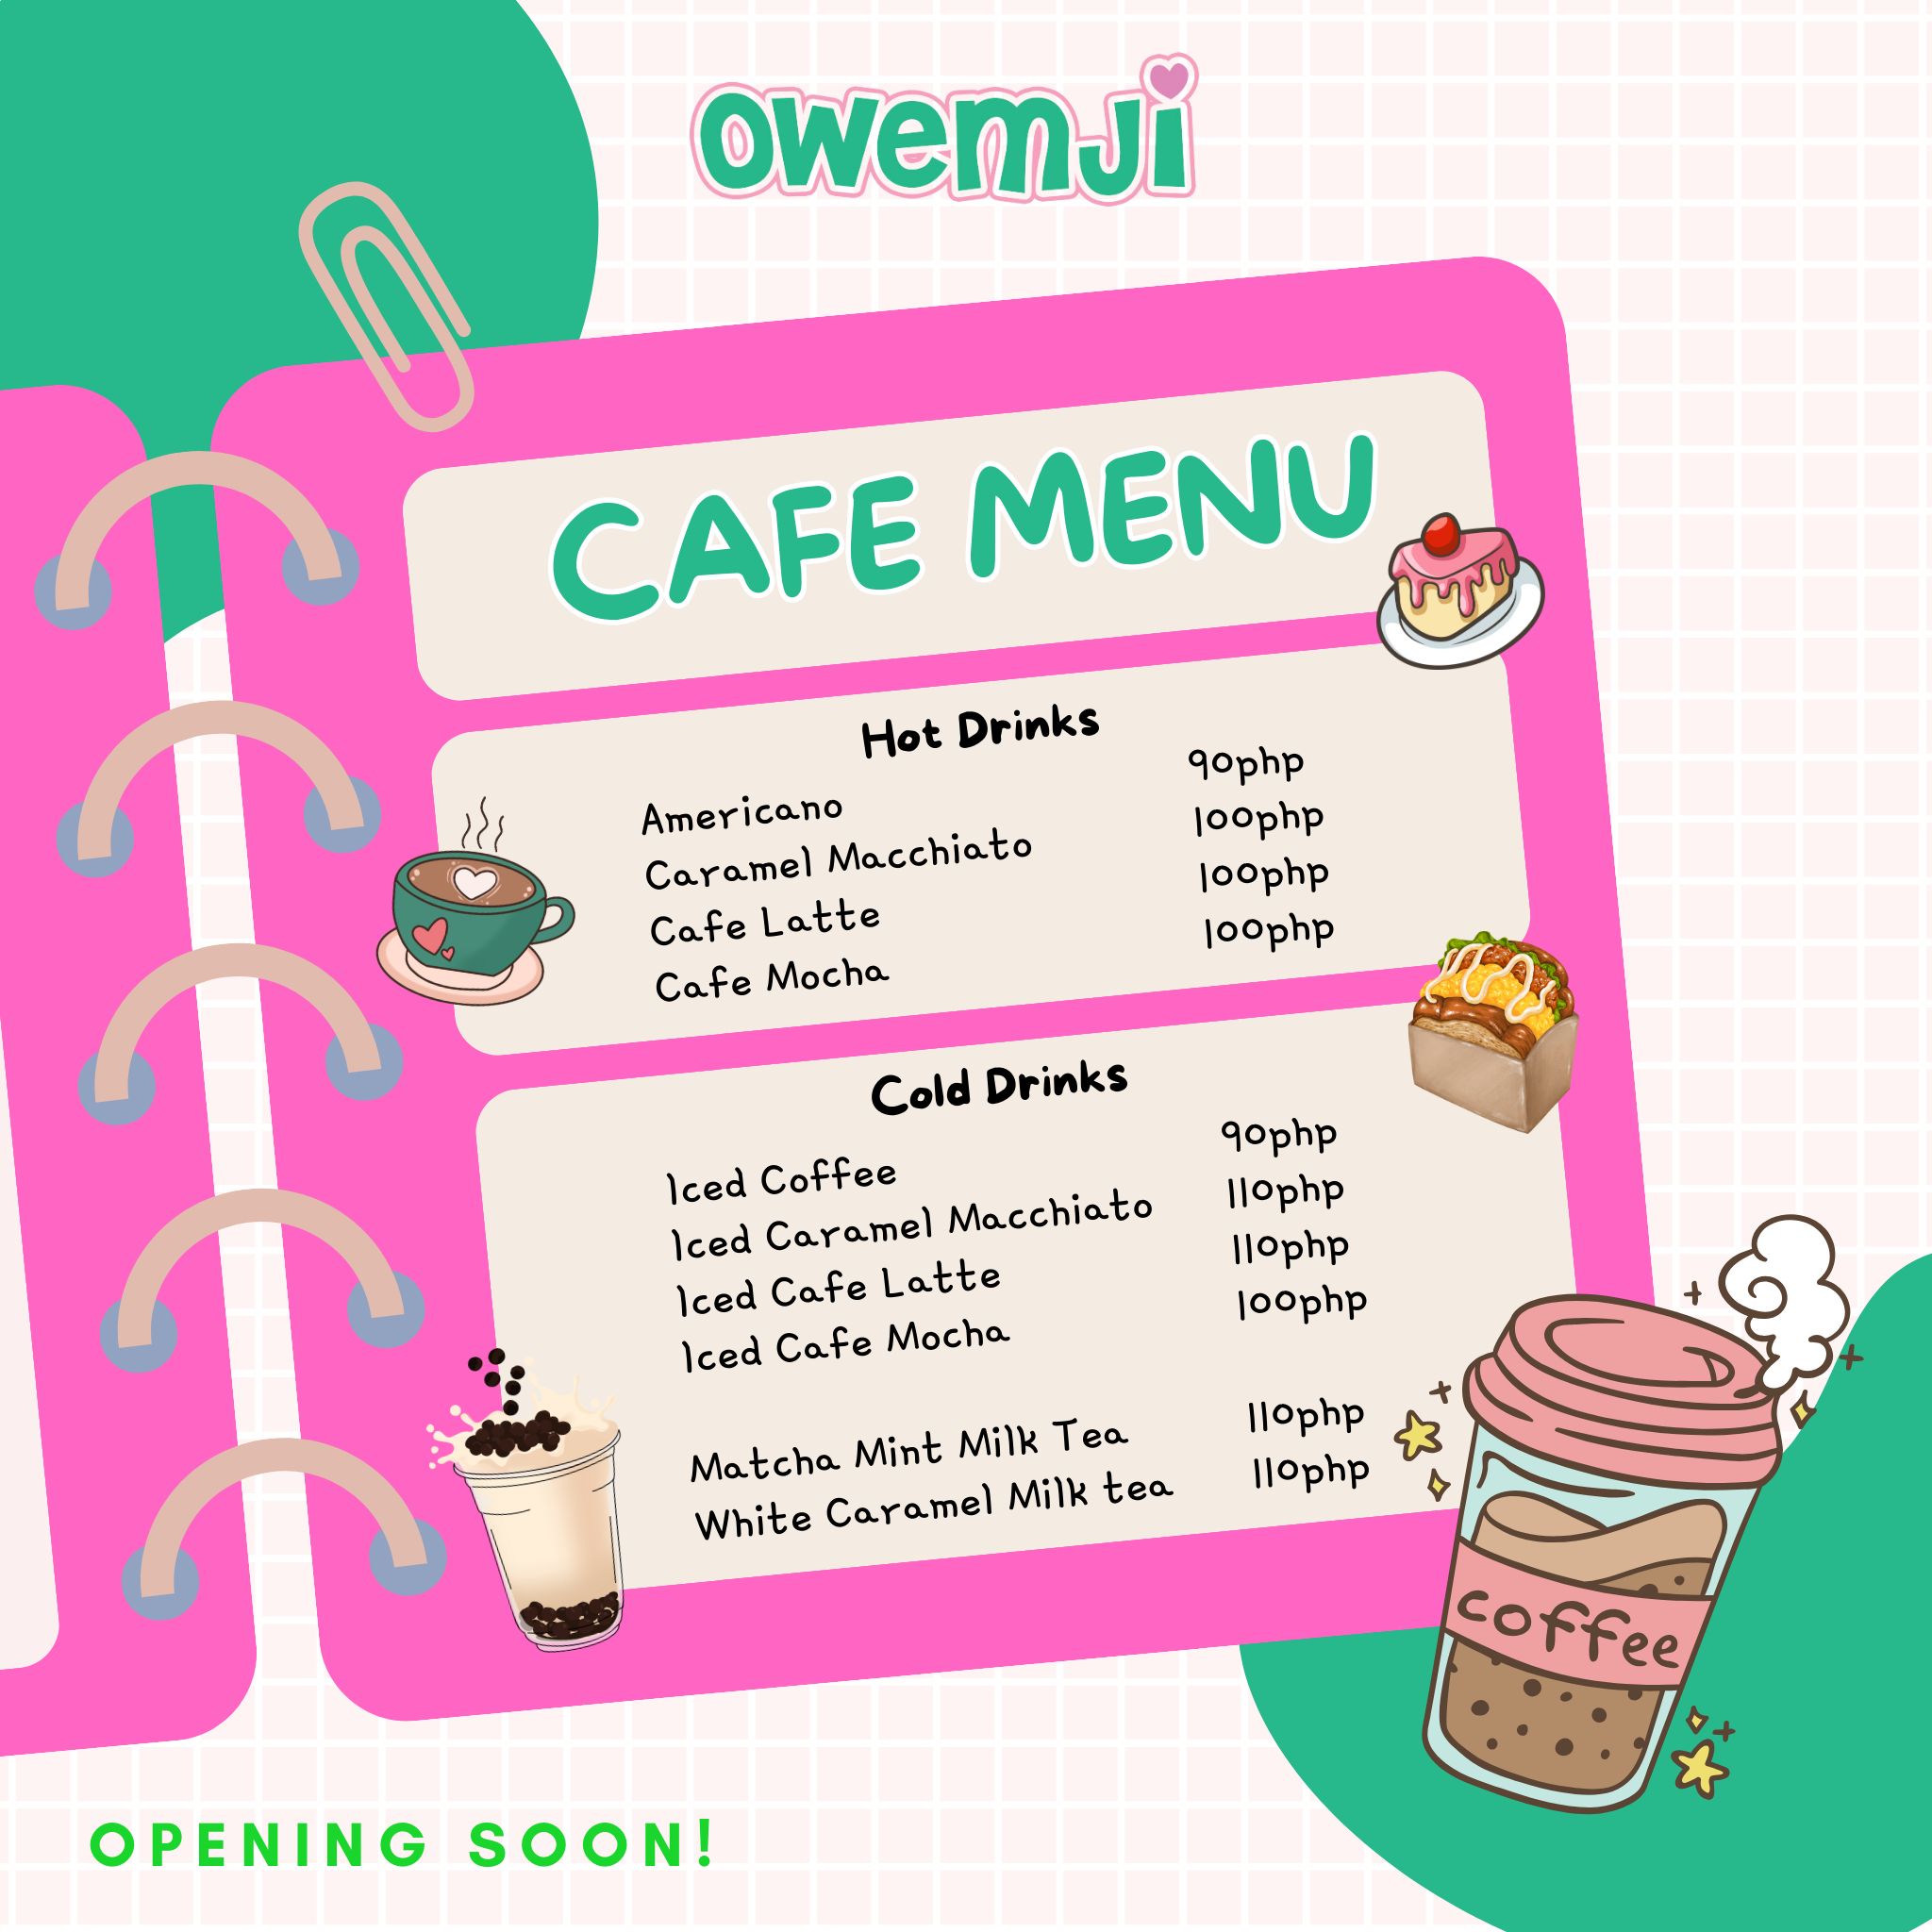 owemji
CAFE MENU
Hot Drinks
Americano 90php
Caramel Macchiato 100php
Cafe Latte 100php
Cafe Mocha 100php
Cold Drinks
Iced Coffee 90php
Iced Caramel Macchiato 110php
Iced Cafe Latte 110php
Iced Cafe Mocha 100php
Matcha Mint Milk Tea 110php
White Caramel Milk tea 110php
coffee
OPENING SOON!